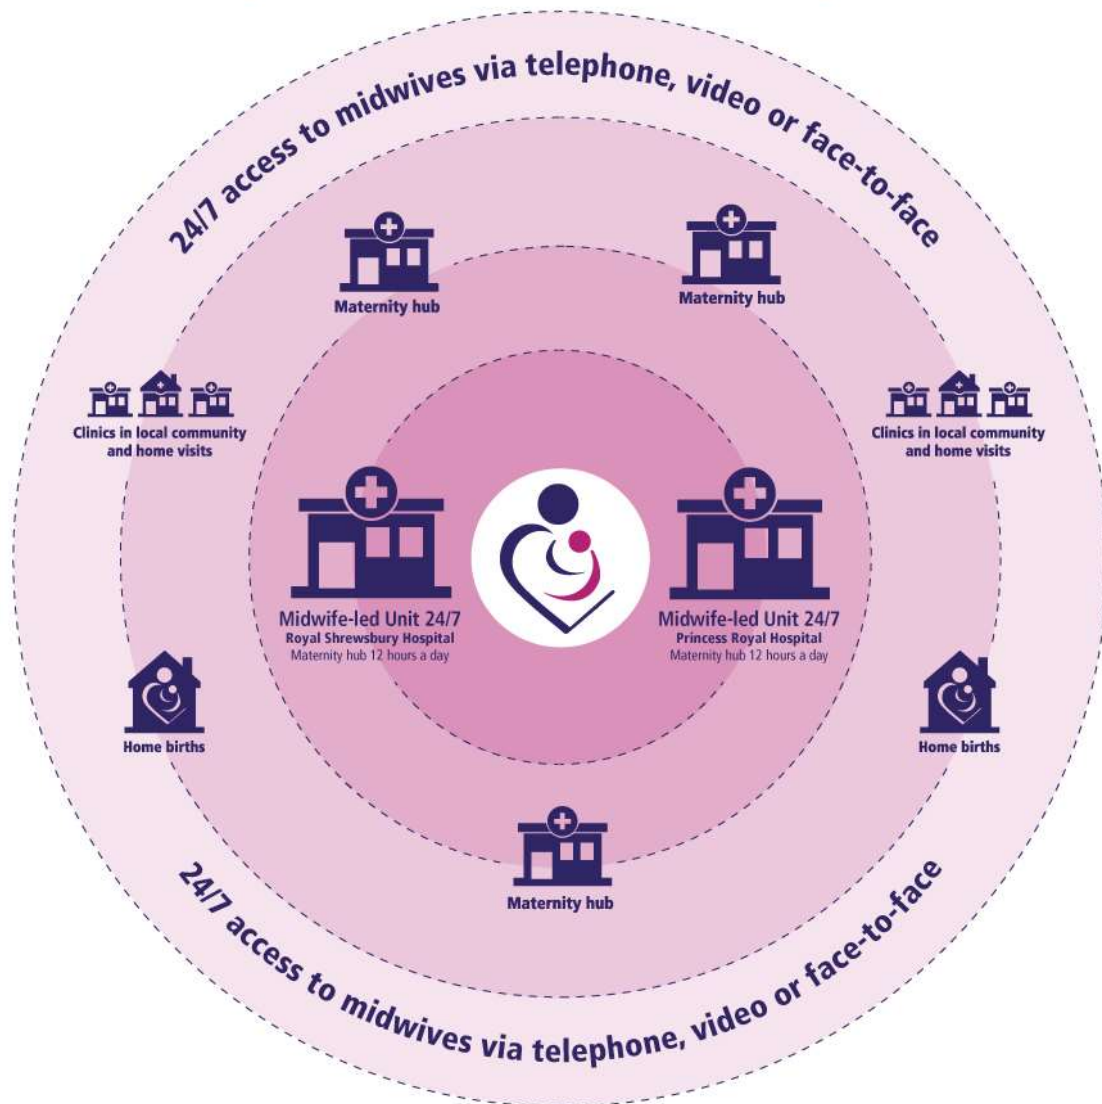 24/7 access to midwives via telephone, video or face-to-face
Maternity hub
Maternity hub
Clinics in local community
and home visits
Clinics in local community
and home visits
Midwife-led Unit 24/7
Royal Shrewsbury Hospital
Maternity hub 12 hours a day
Midwife-led Unit 24/7
Princess Royal Hospital
Maternity hub 12 hours a day
Home births
Home births
Maternity hub
24/7 access to midwives via telephone, video or face-to-face